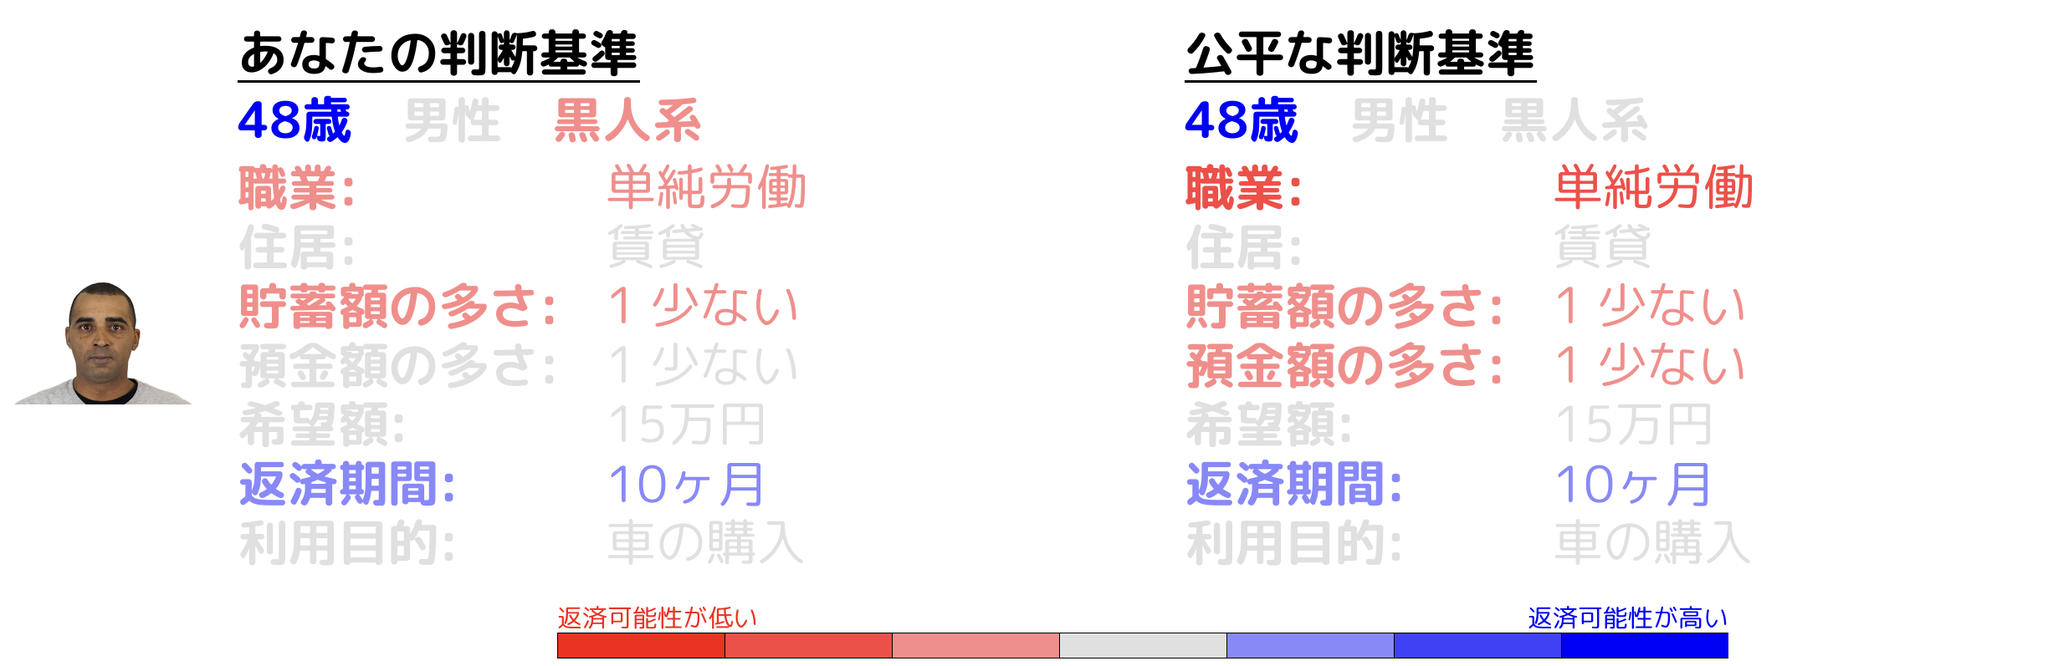 あなたの判断基準
48歳 男性 黒人系
職業: 単純労働
住居: 賃貸
貯蓄額の多さ: 1 少ない
預金額の多さ: 1 少ない
希望額: 15万円
返済期間: 10ヶ月
利用目的: 車の購入
公平な判断基準
48歳 男性 黒人系
職業: 単純労働
住居: 賃貸
貯蓄額の多さ: 1 少ない
預金額の多さ: 1 少ない
希望額: 15万円
返済期間: 10ヶ月
利用目的: 車の購入
返済可能性が低い
返済可能性が高い